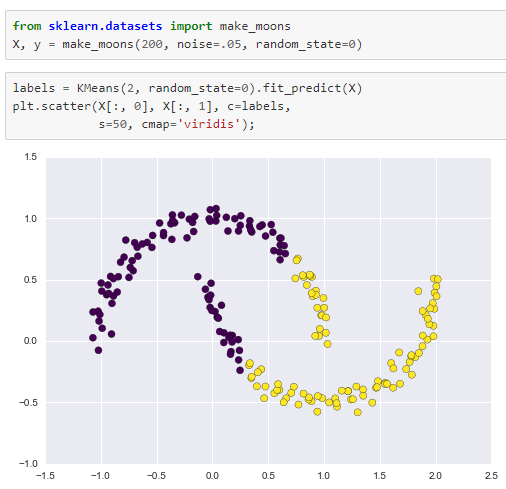 from sklearn.datasets import make_moons
X, y = make_moons(200, noise=.05, random_state=0)
labels = KMeans(2, random_state=0).fit_predict(X)
plt.scatter(X[:, 0], X[:, 1], c=labels,
            s=50, cmap='viridis');
1.5
1.0
0.5
0.0
−0.5
−1.0
−1.5 −1.0 −0.5 0.0 0.5 1.0 1.5 2.0 2.5